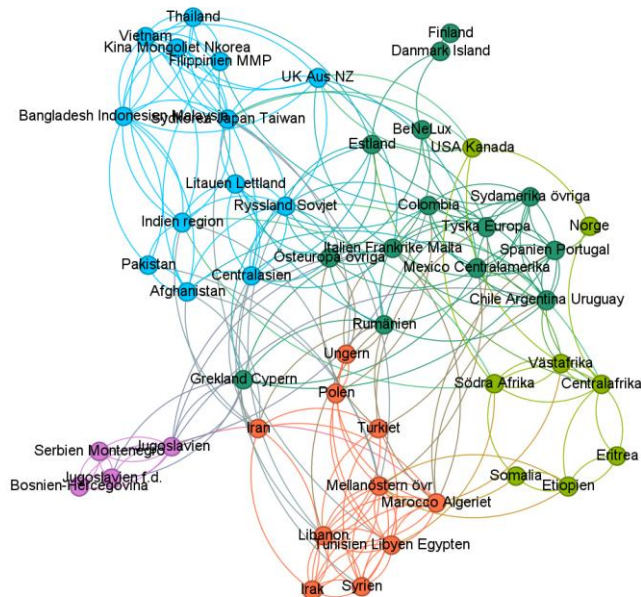 Thailand
Vietnam
Finland
Kina Mongoliet Nkorea
Danmark Island
Filippinien MMP
UK Aus NZ
Bangladesh Indonesien Malaysia
Sydkorea Japan Taiwan
BeNeLux
Estland
USA Kanada
Litauen Lettland
Ryssland Sovjet
Colombia
Sydamerika övriga
Indien region
Tyska Europa
Norge
Italien Frankrike Malta
Spanien Portugal
Östeuropa övriga
Pakistan
Centralasien
Mexico Centralamerika
Afghanistan
Chile Argentina Uruguay
Rumänien
Ungern
Västafrika
Grekland Cypern
Södra Afrika
Centralafrika
Polen
Iran
Turkiet
Jugoslavien
Serbien Montenegro
Eritrea
Jugoslavien f.d.
Somalia
Bosnien-Hercegovina
Mellanöstern övr
Etiopien
Marocco Algeriet
Libanon
Tunisien Libyen Egypten
Irak
Syrien